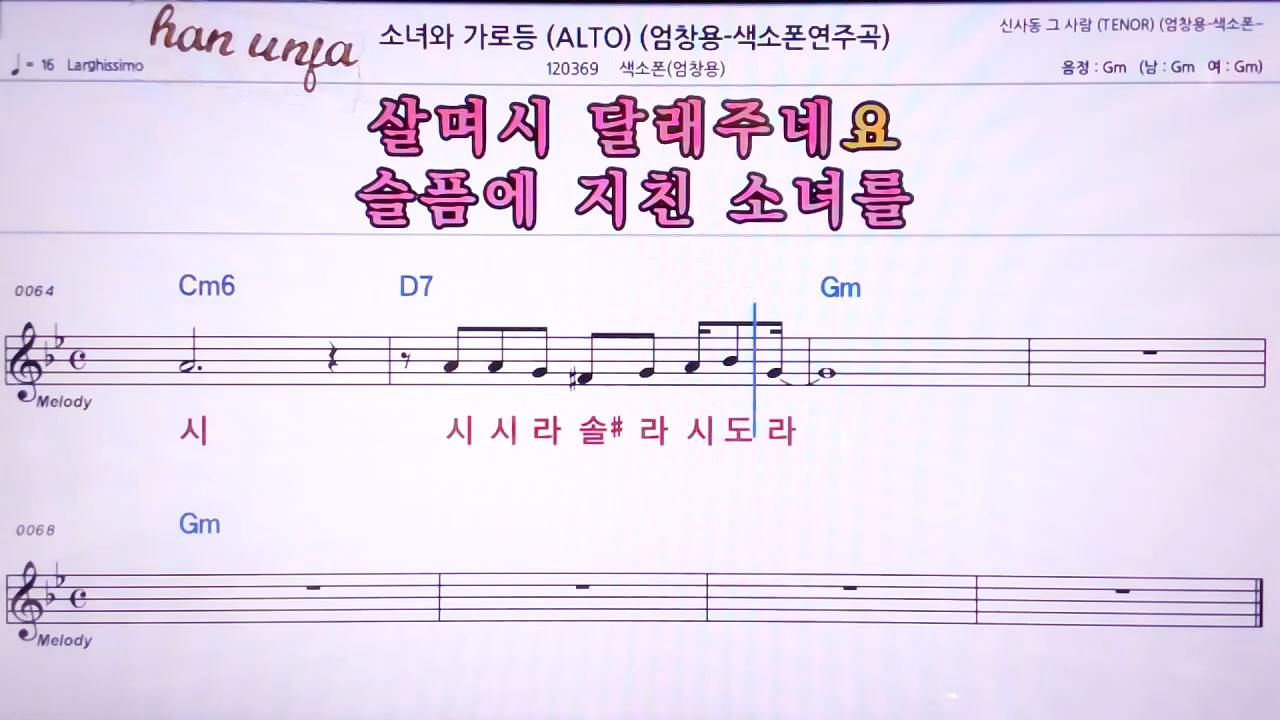 han unfa
소녀와 가로등 (ALTO) (엄창용-색소폰연주곡)
신사동 그 사람 (TENOR) (엄창용-색소폰-
♩ = 16 Larghissimo
120369 색소폰(엄창용)
음정 : Gm (남 : Gm 여 : Gm)
살며시 달래주네요
슬픔에 지친 소녀를
0064 Cm6 D7 Gm
Melody
시 시 시 라 솔# 라 시 도 라
0068 Gm
Melody